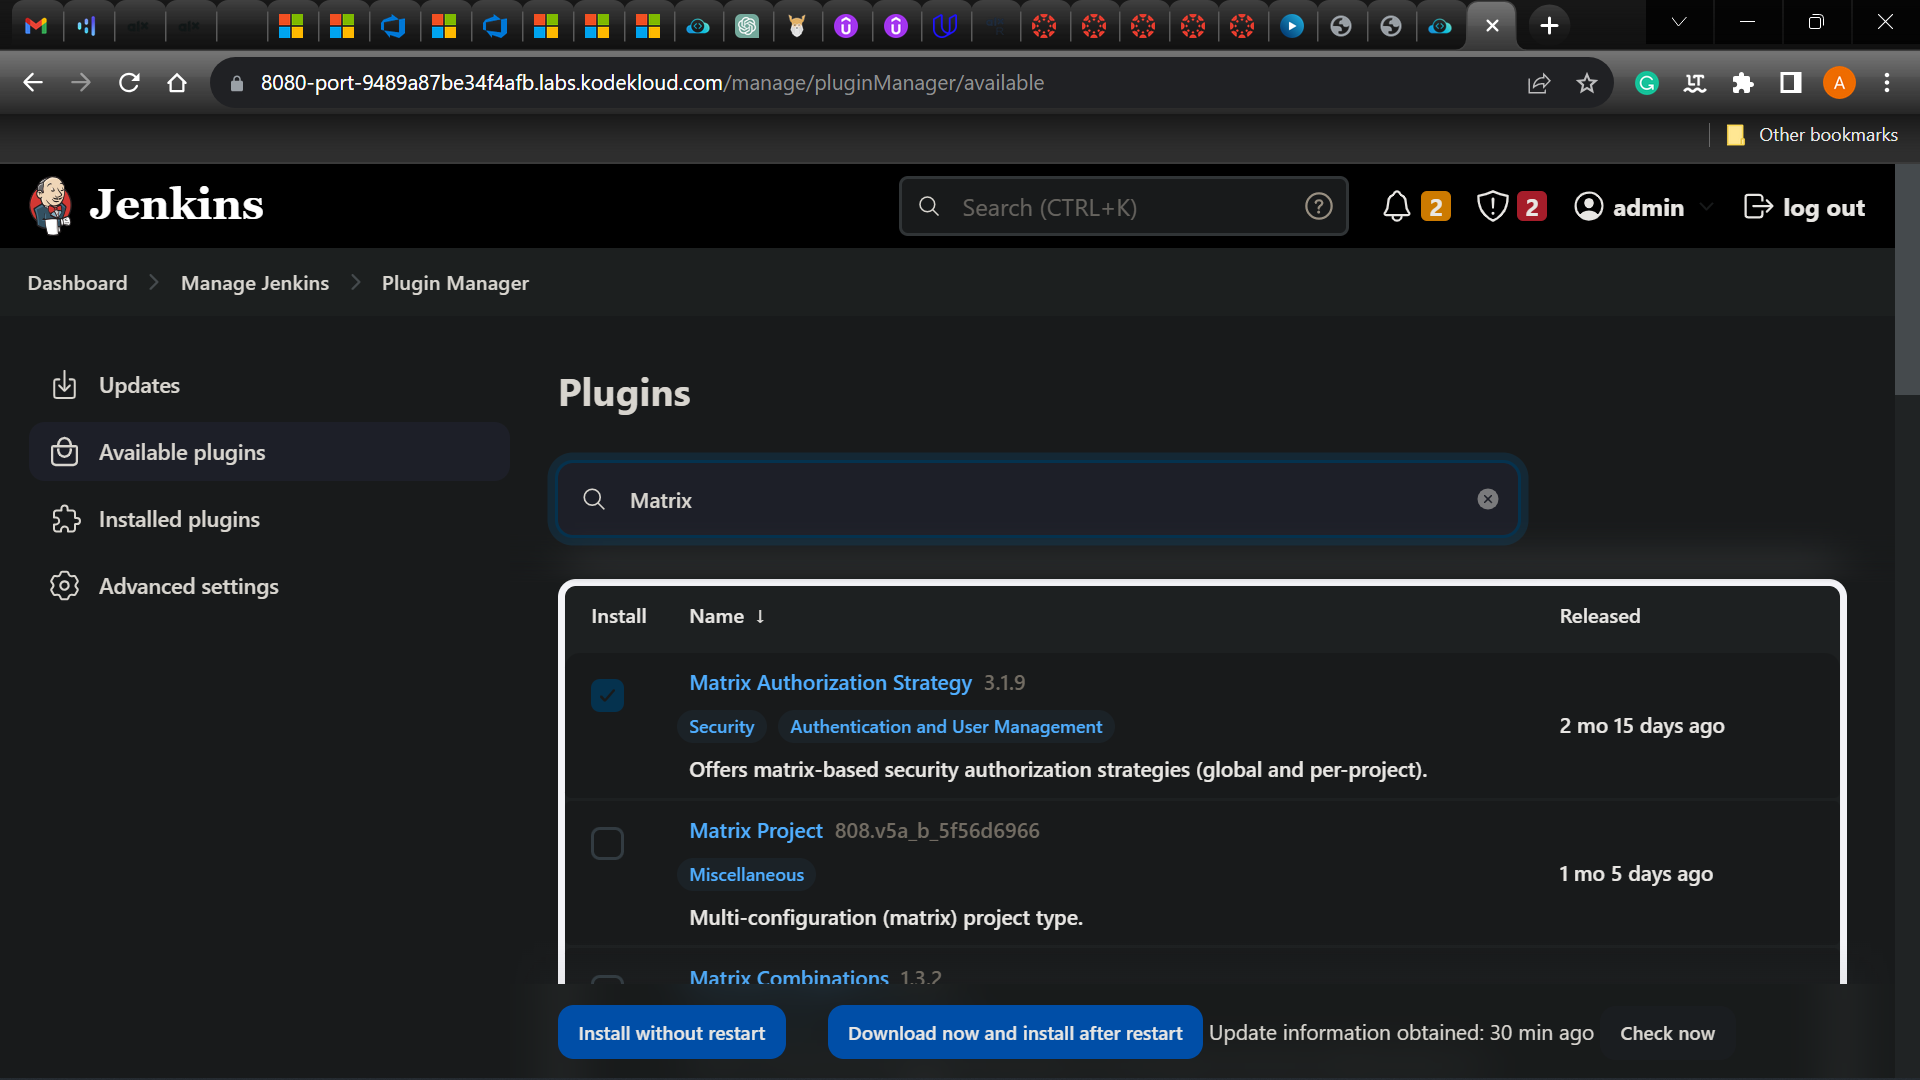 8080-port-9489a87be34f4afb.labs.kodekloud.com/manage/pluginManager/available
A
Other bookmarks
Jenkins
Search (CTRL+K)
2
2
admin
log out
Dashboard
Manage Jenkins
Plugin Manager
Updates
Available plugins
Installed plugins
Advanced settings
Plugins
Matrix
Install
Name ↓
Released
Matrix Authorization Strategy 3.1.9
Security
Authentication and User Management
2 mo 15 days ago
Offers matrix-based security authorization strategies (global and per-project).
Matrix Project 808.v5a_b_5f56d6966
Miscellaneous
1 mo 5 days ago
Multi-configuration (matrix) project type.
Matrix Combinations 1.3.2
Install without restart
Download now and install after restart
Update information obtained: 30 min ago
Check now